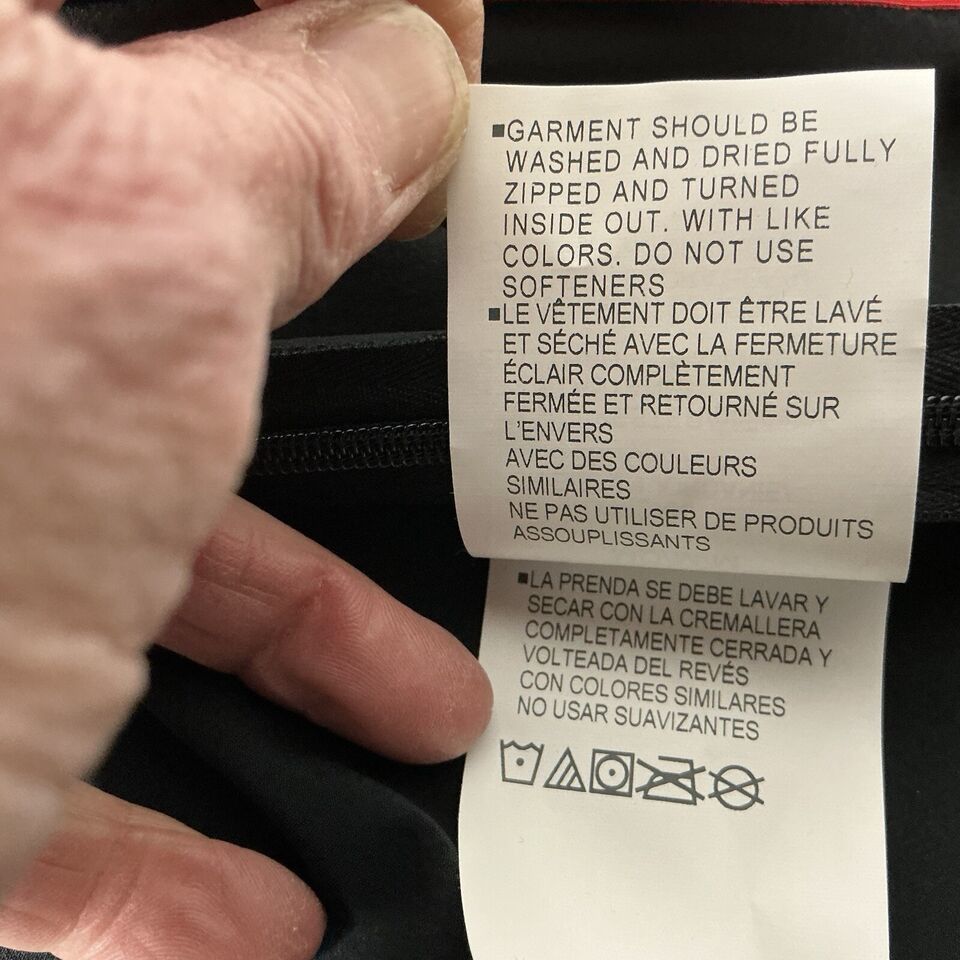 ■GARMENT SHOULD BE
WASHED AND DRIED FULLY
ZIPPED AND TURNED
INSIDE OUT. WITH LIKE
COLORS. DO NOT USE
SOFTENERS
■LE VÊTEMENT DOIT ÊTRE LAVÉ
ET SÉCHÉ AVEC LA FERMETURE
ÉCLAIR COMPLÈTEMENT
FERMÉE ET RETOURNÉ SUR
L'ENVERS
AVEC DES COULEURS
SIMILAIRES
NE PAS UTILISER DE PRODUITS
ASSOUPLISSANTS
■LA PRENDA SE DEBE LAVAR Y
SECAR CON LA CREMALLERA
COMPLETAMENTE CERRADA Y
VOLTEADA DEL REVÉS
CON COLORES SIMILARES
NO USAR SUAVIZANTES